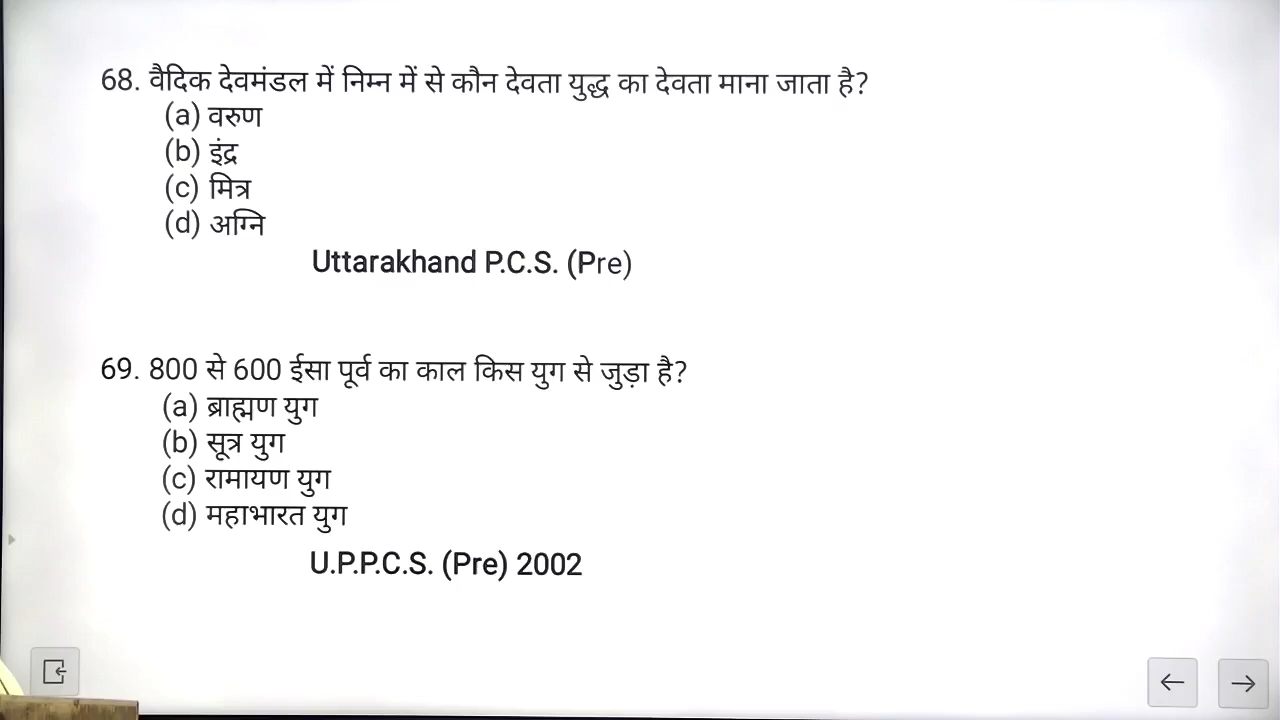 68. वैदिक देवमंडल में निम्न में से कौन देवता युद्ध का देवता माना जाता है?
(a) वरुण
(b) इंद्र
(c) मित्र
(d) अग्नि
Uttarakhand P.C.S. (Pre)
69. 800 से 600 ईसा पूर्व का काल किस युग से जुड़ा है?
(a) ब्राह्मण युग
(b) सूत्र युग
(c) रामायण युग
(d) महाभारत युग
U.P.P.C.S. (Pre) 2002